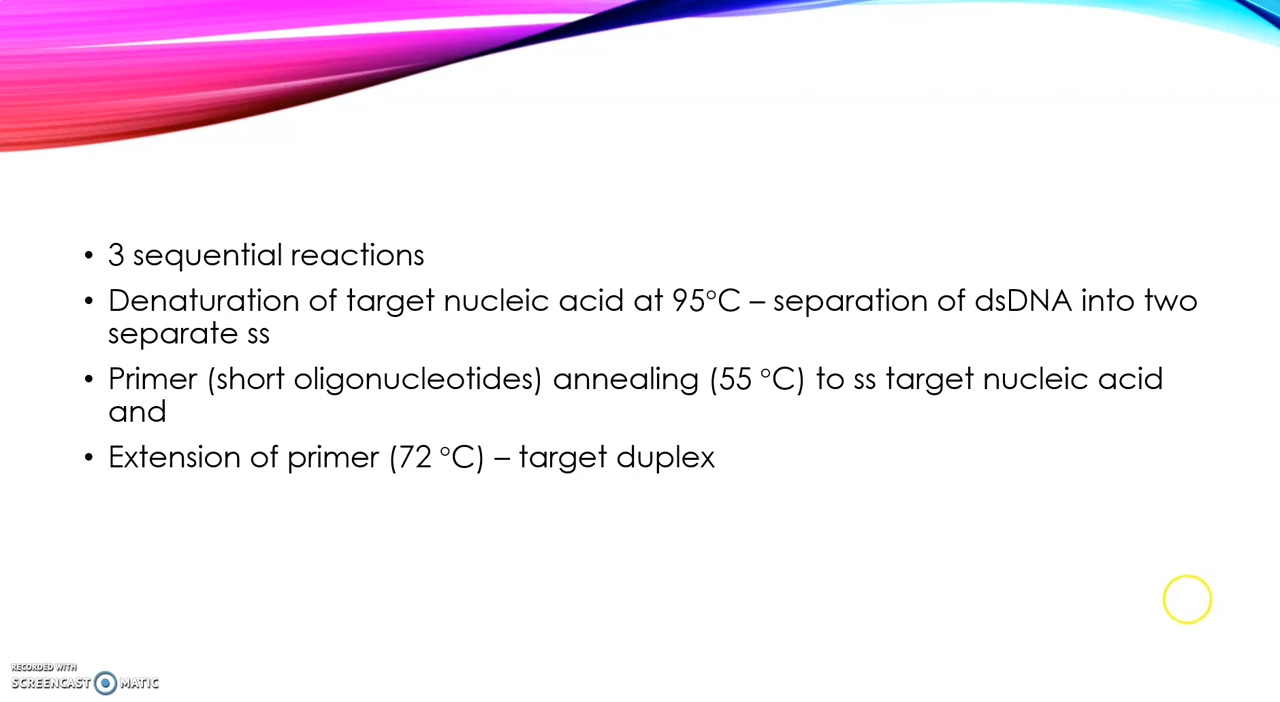 • 3 sequential reactions
• Denaturation of target nucleic acid at 95°C – separation of dsDNA into two
separate ss
• Primer (short oligonucleotides) annealing (55 °C) to ss target nucleic acid
and
• Extension of primer (72 °C) – target duplex
RECORDED WITH
SCREENCAST MATIC